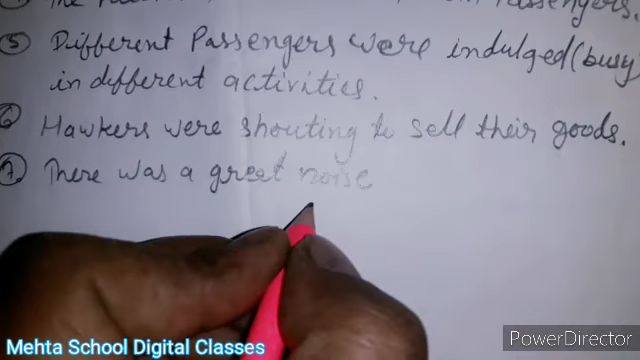 Passengers.
⑤ Different Passengers were indulged (busy
in different activities.
⑥ Hawkers were shouting to sell their goods.
⑦ There was a great noise
Mehta School Digital Classes
PowerDirector